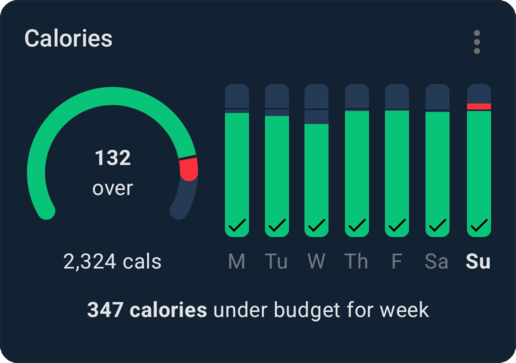 Calories
132
over
2,324 cals
M Tu W Th F Sa Su
347 calories under budget for week